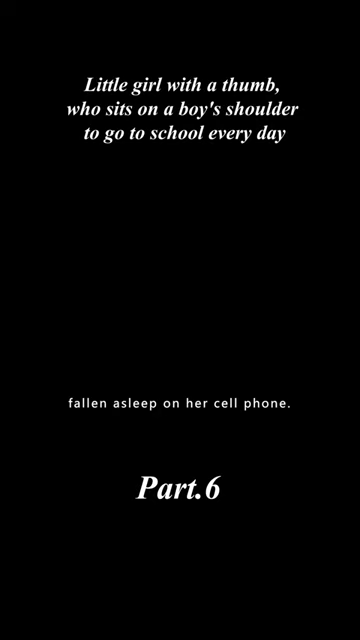 Little girl with a thumb,
who sits on a boy's shoulder
to go to school every day
fallen asleep on her cell phone.
Part.6